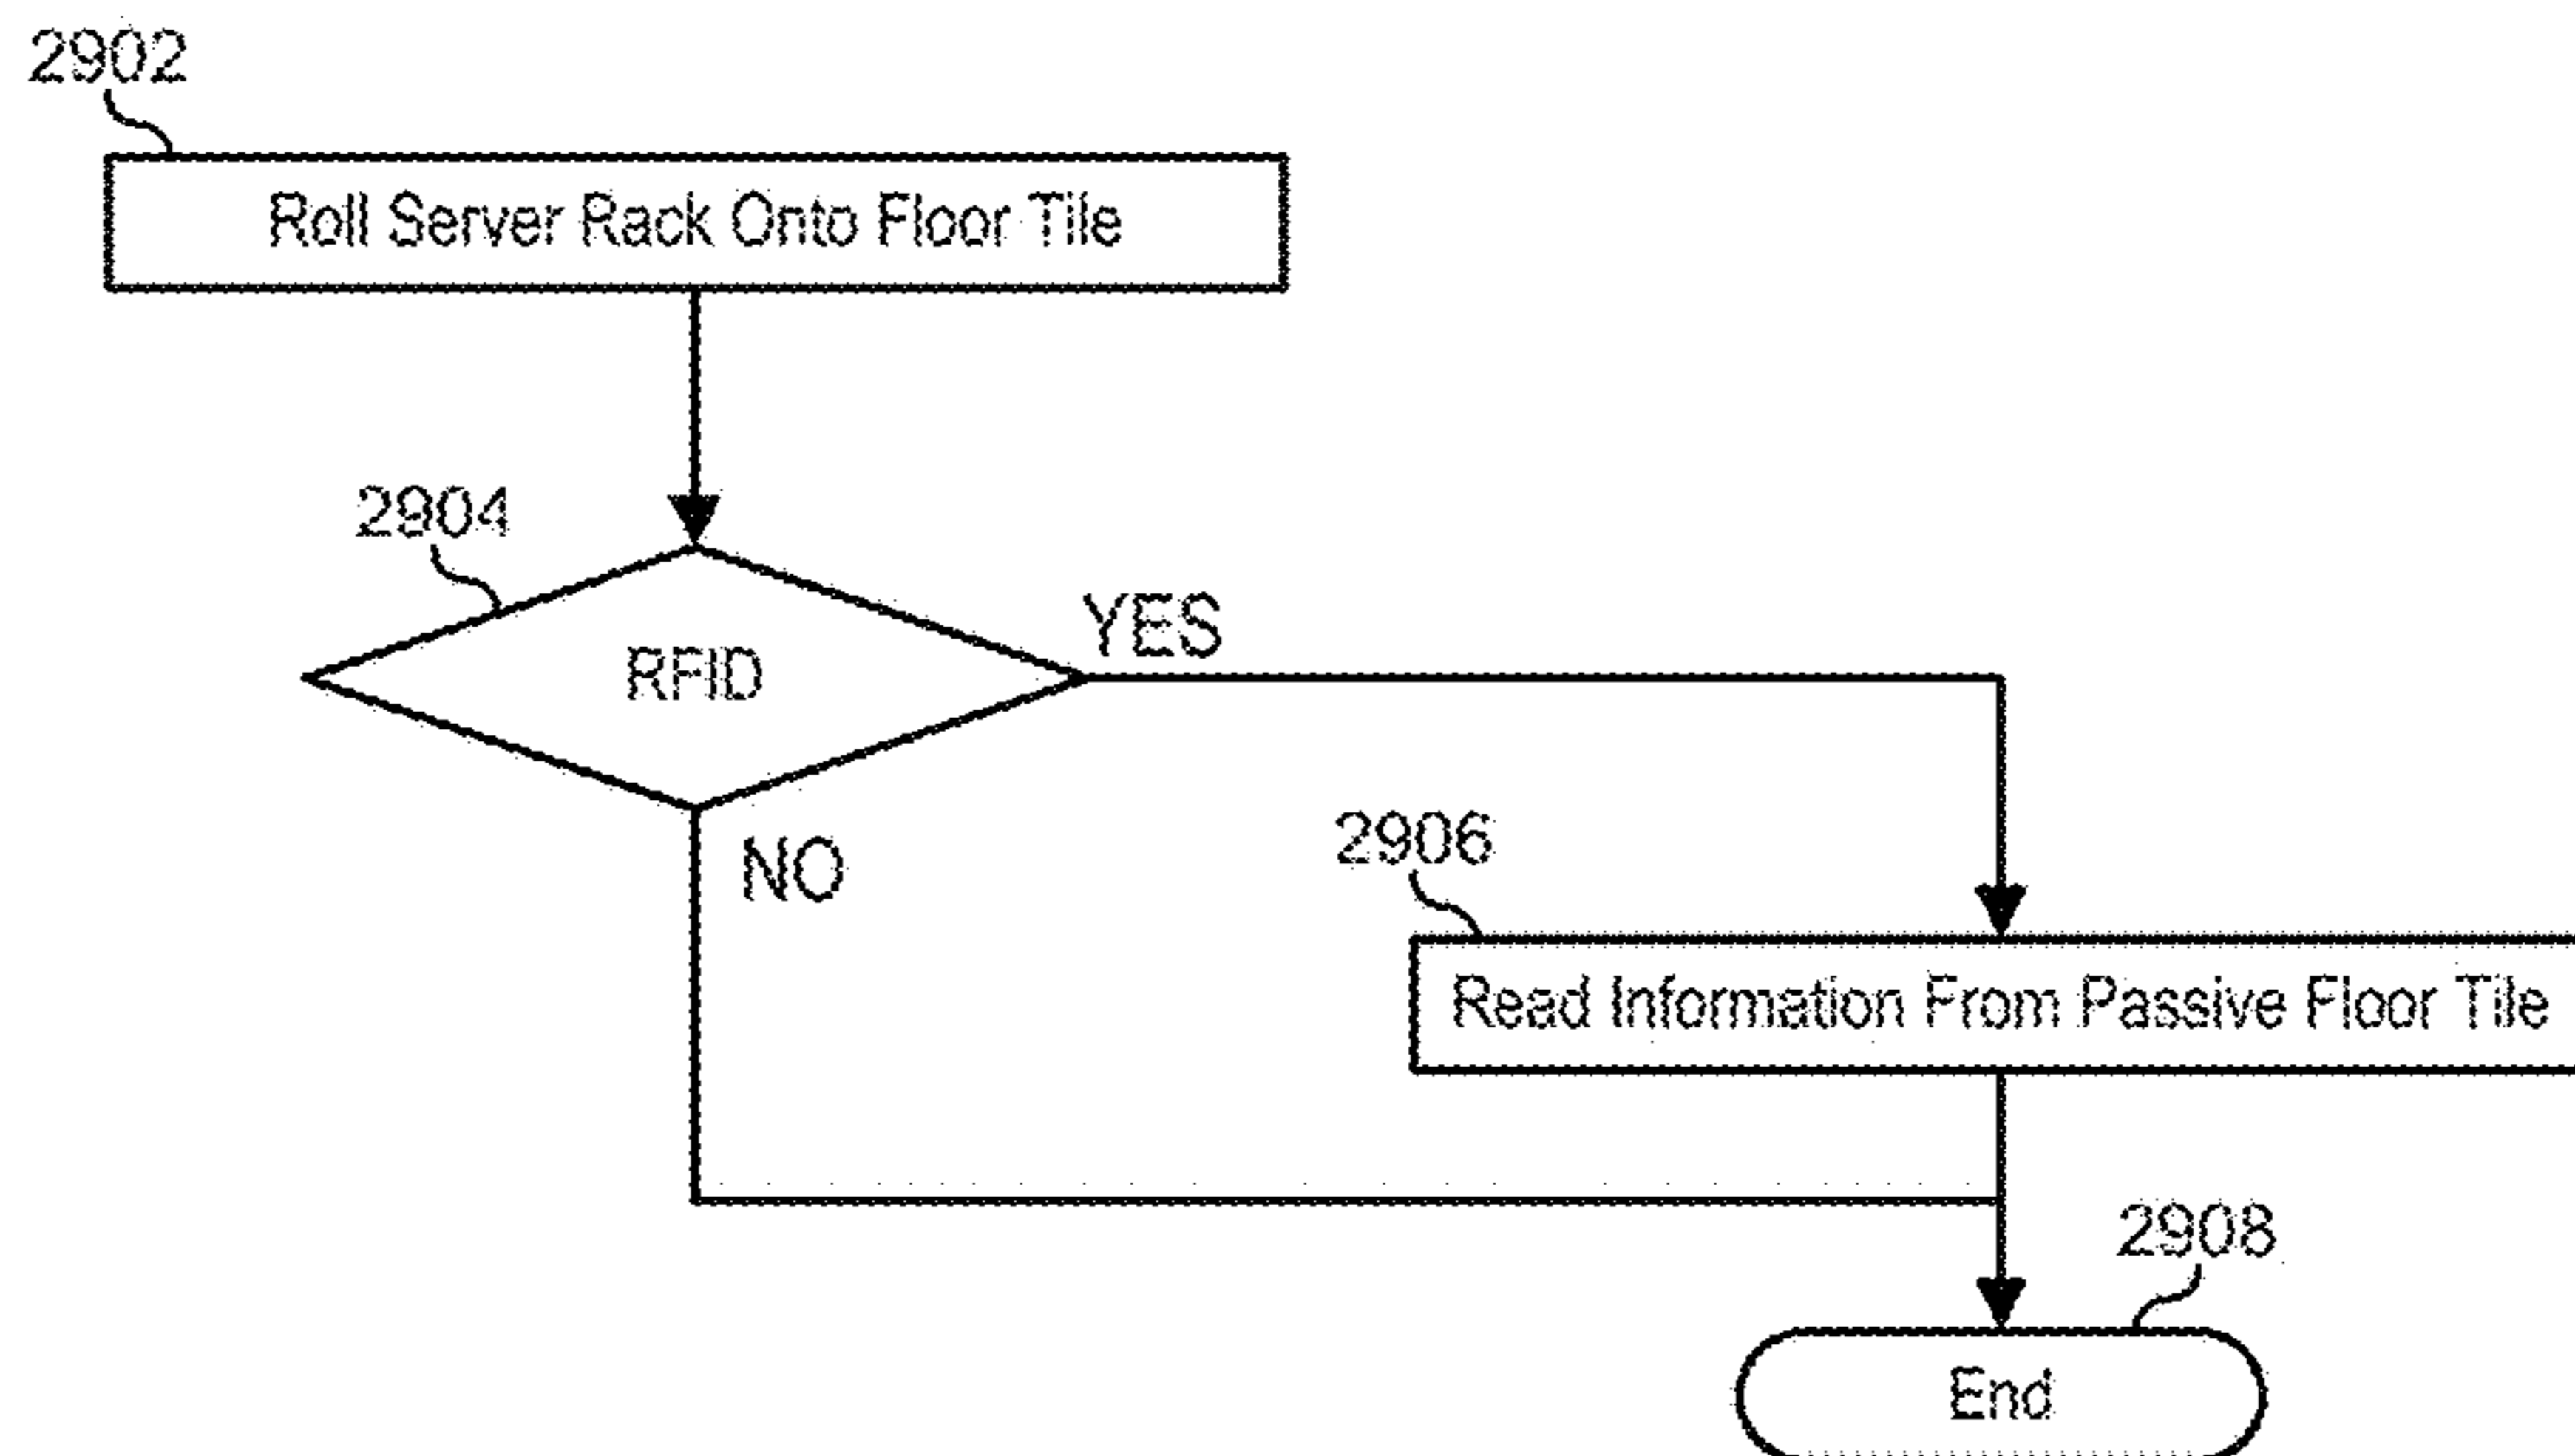 2902
Roll Server Rack Onto Floor Tile
2904
RFID
YES
NO
2906
Read Information From Passive Floor Tile
2908
End